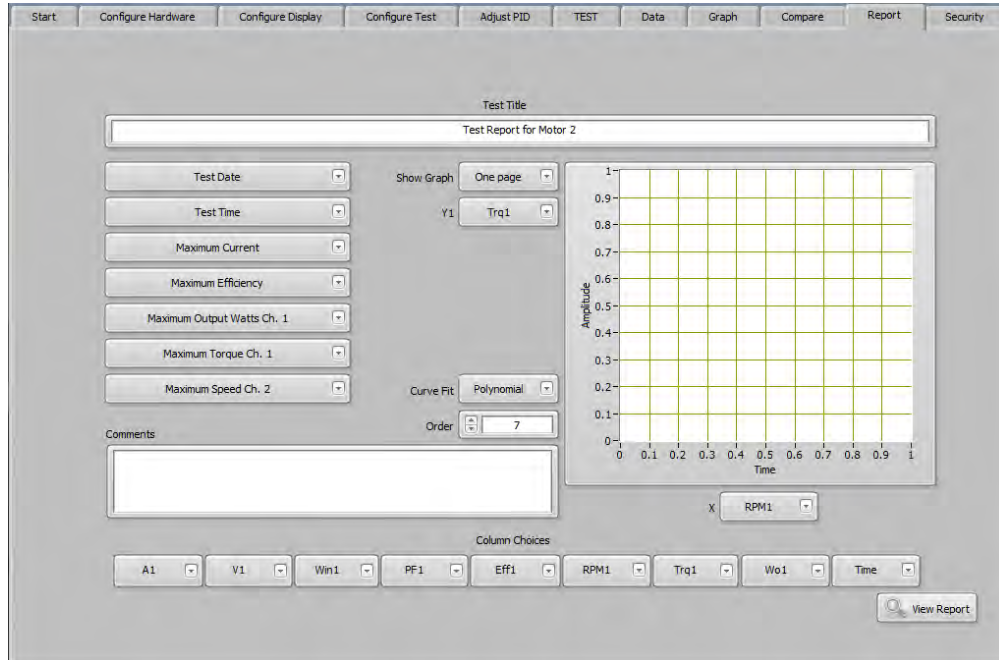 Start Configure Hardware Configure Display Configure Test Adjust PID TEST Data Graph Compare Report Security
Test Title
Test Report for Motor 2
Test Date
Test Time
Maximum Current
Maximum Efficiency
Maximum Output Watts Ch. 1
Maximum Torque Ch. 1
Maximum Speed Ch. 2
Show Graph One page
Y1 Trq1
Curve Fit Polynomial
Order 7
Comments
Amplitude
1
0.9
0.8
0.7
0.6
0.5
0.4
0.3
0.2
0.1
0
0 0.1 0.2 0.3 0.4 0.5 0.6 0.7 0.8 0.9 1
Time
X RPM1
Column Choices
A1 V1 Win1 PF1 Eff1 RPM1 Trq1 Wo1 Time
View Report